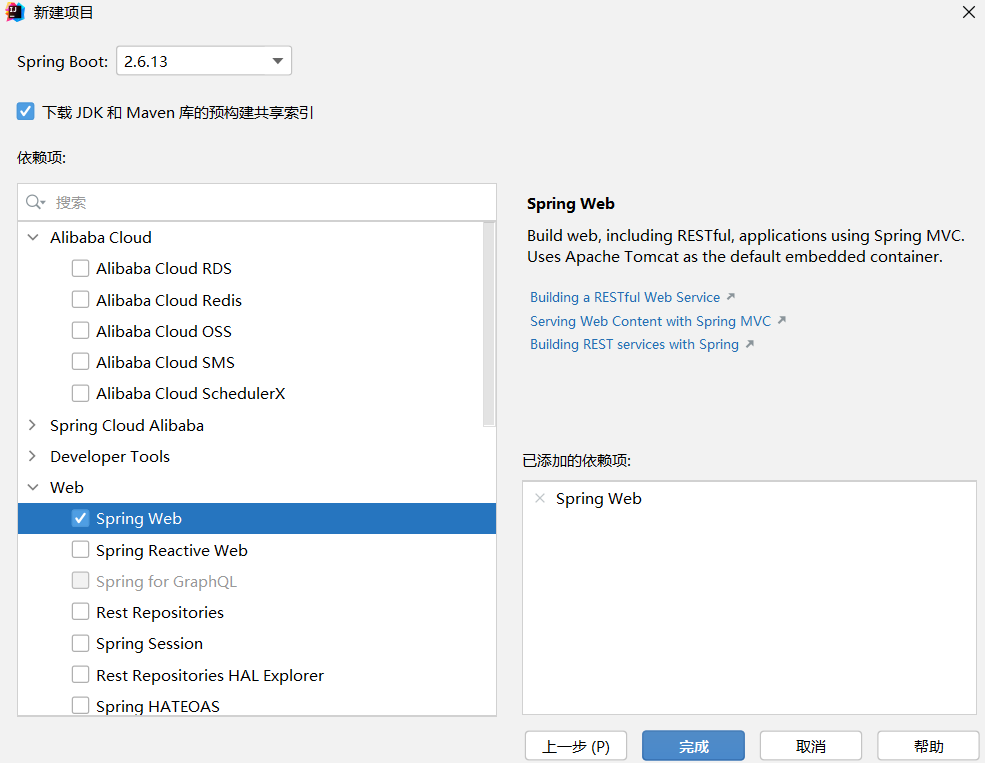 新建项目
Spring Boot: 2.6.13
下载 JDK 和 Maven 库的预构建共享索引
依赖项:
搜索
Alibaba Cloud
Alibaba Cloud RDS
Alibaba Cloud Redis
Alibaba Cloud OSS
Alibaba Cloud SMS
Alibaba Cloud SchedulerX
Spring Cloud Alibaba
Developer Tools
Web
Spring Web
Spring Reactive Web
Spring for GraphQL
Rest Repositories
Spring Session
Rest Repositories HAL Explorer
Spring HATEOAS
Spring Web
Build web, including RESTful, applications using Spring MVC.
Uses Apache Tomcat as the default embedded container.
Building a RESTful Web Service
Serving Web Content with Spring MVC
Building REST services with Spring
已添加的依赖项:
Spring Web
上一步 (P) 完成 取消 帮助